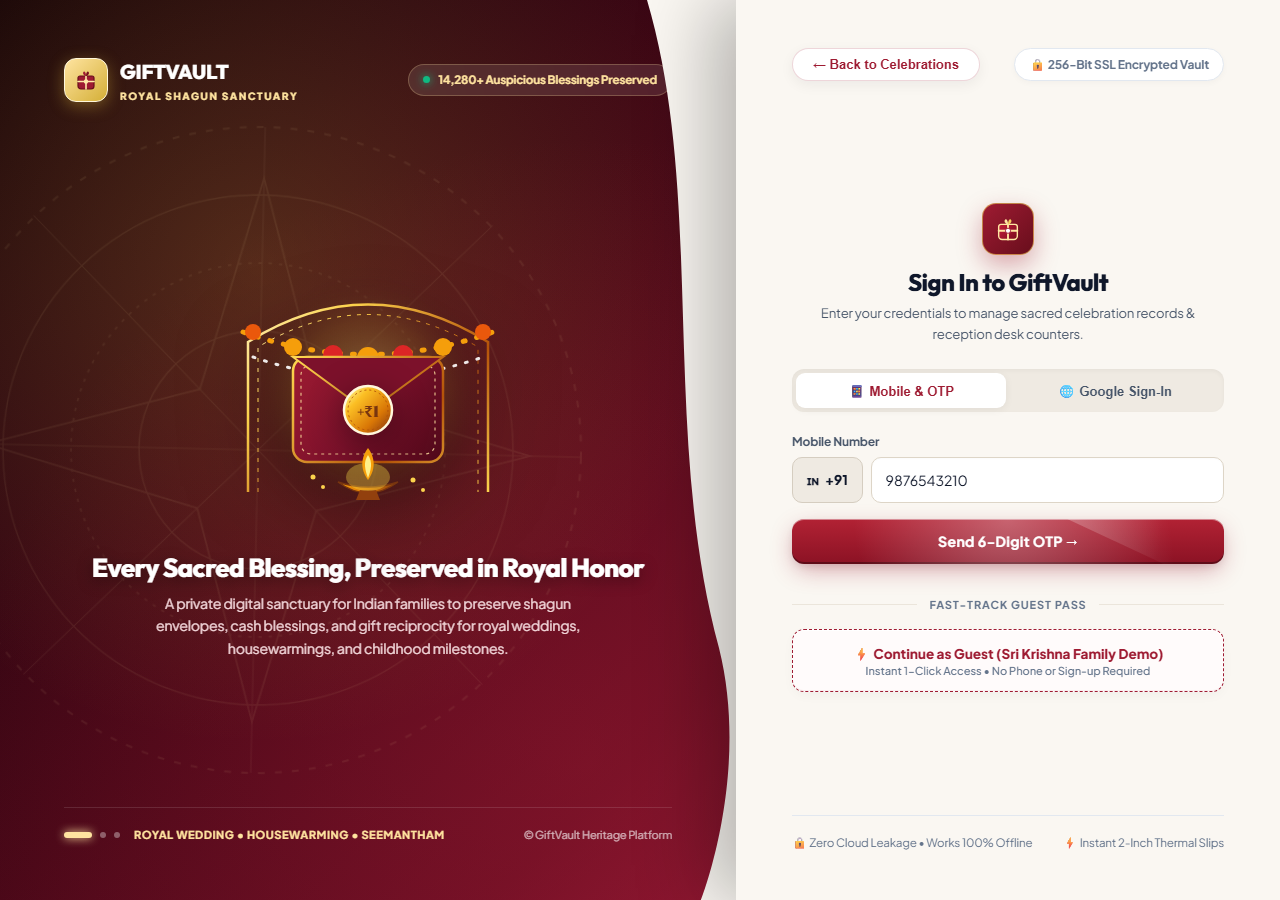 GIFTVAULT
ROYAL SHAGUN SANCTUARY
14,280+ Auspicious Blessings Preserved
+₹1
Every Sacred Blessing, Preserved in Royal Honor
A private digital sanctuary for Indian families to preserve shagun
envelopes, cash blessings, and gift reciprocity for royal weddings,
housewarmings, and childhood milestones.
ROYAL WEDDING • HOUSEWARMING • SEEMANTHAM
© GiftVault Heritage Platform
← Back to Celebrations
🔒 256-Bit SSL Encrypted Vault
Sign In to GiftVault
Enter your credentials to manage sacred celebration records &
reception desk counters.
📱 Mobile & OTP
🌐 Google Sign-In
Mobile Number
IN +91
9876543210
Send 6-Digit OTP →
FAST-TRACK GUEST PASS
⚡ Continue as Guest (Sri Krishna Family Demo)
Instant 1-Click Access • No Phone or Sign-up Required
🔒 Zero Cloud Leakage • Works 100% Offline
⚡ Instant 2-Inch Thermal Slips